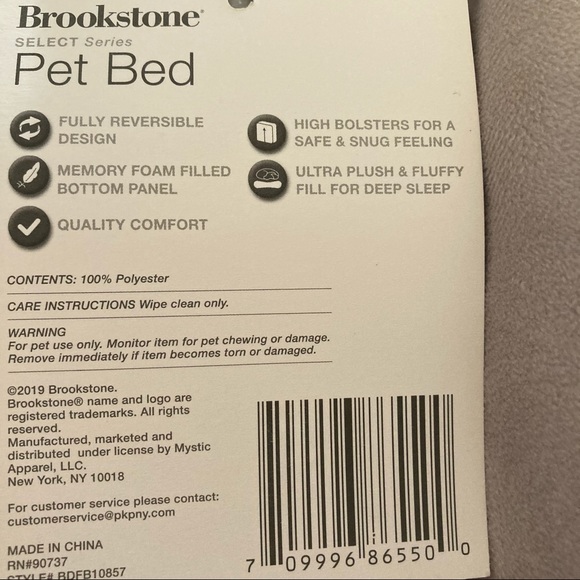 Brookstone®
SELECT Series
Pet Bed
FULLY REVERSIBLE
DESIGN
HIGH BOLSTERS FOR A
SAFE & SNUG FEELING
MEMORY FOAM FILLED
BOTTOM PANEL
ULTRA PLUSH & FLUFFY
FILL FOR DEEP SLEEP
QUALITY COMFORT
CONTENTS: 100% Polyester
CARE INSTRUCTIONS Wipe clean only.
WARNING
For pet use only. Monitor item for pet chewing or damage.
Remove immediately if item becomes torn or damaged.
©2019 Brookstone.
Brookstone® name and logo are
registered trademarks. All rights
reserved.
Manufactured, marketed and
distributed under license by Mystic
Apparel, LLC.
New York, NY 10018
For customer service please contact:
customerservice@pkpny.com
MADE IN CHINA
RN#90737
STYLE# BDFB10857
7 09996 86550 0